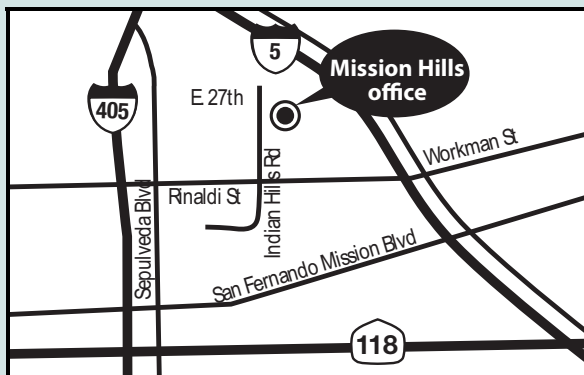 5
Mission Hills
office
405
E 27th
Workman St
Rinaldi St
Indian Hills Rd
Sepulveda Blvd
San Fernando Mission Blvd
118